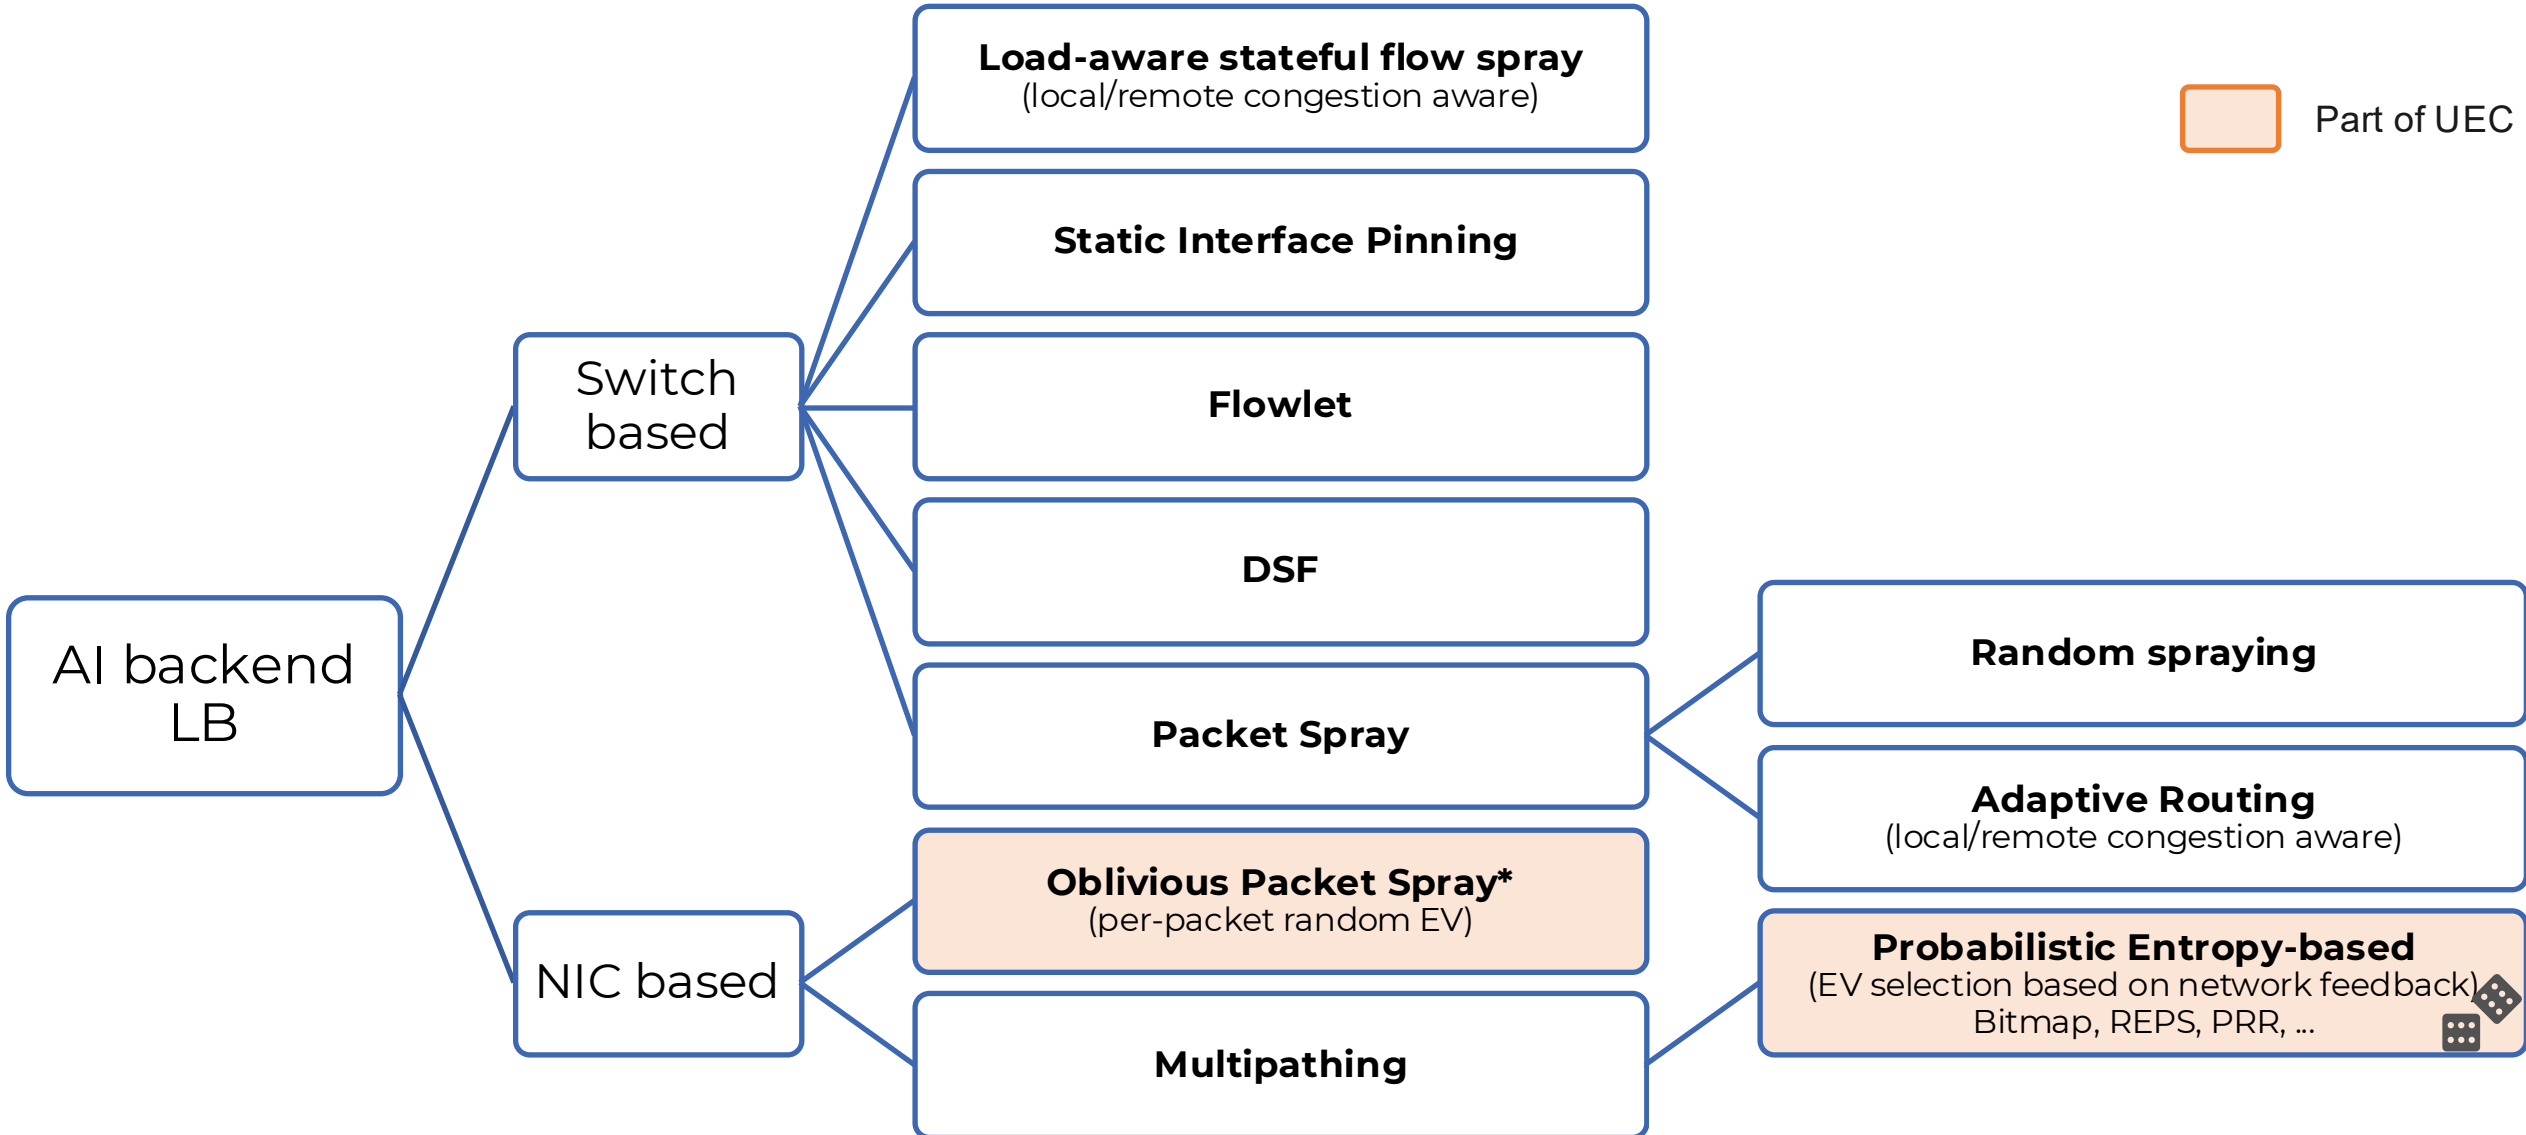 Load-aware stateful flow spray
(local/remote congestion aware)
Part of UEC
Static Interface Pinning
Switch
based
Flowlet
DSF
AI backend
LB
Random spraying
Packet Spray
Adaptive Routing
(local/remote congestion aware)
Oblivious Packet Spray*
(per-packet random EV)
NIC based
Probabilistic Entropy-based
(EV selection based on network feedback)
Bitmap, REPS, PRR, ...
Multipathing